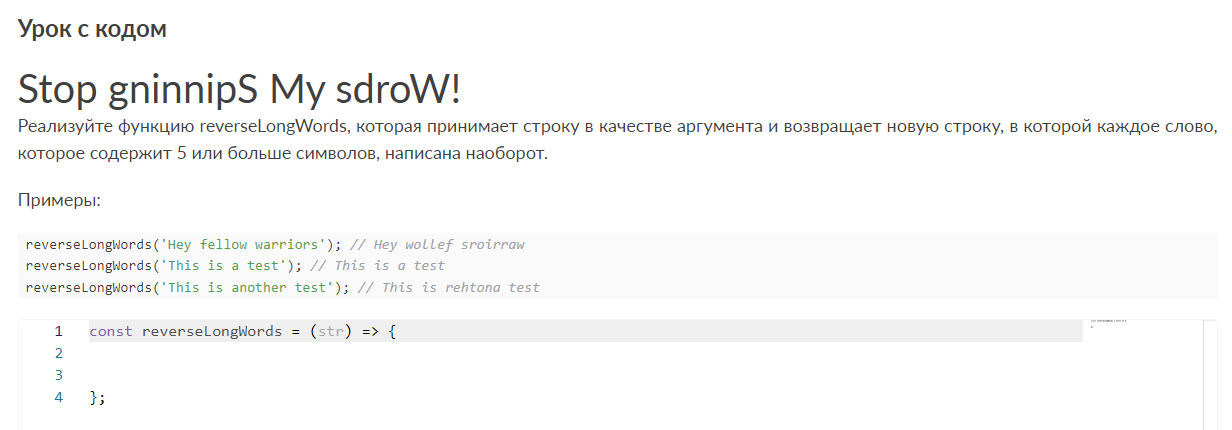 Урок с кодом
Stop gninnipS My sdroW!
Реализуйте функцию reverseLongWords, которая принимает строку в качестве аргумента и возвращает новую строку, в которой каждое слово,
которое содержит 5 или больше символов, написана наоборот.
Примеры:
reverseLongWords('Hey fellow warriors'); // Hey wollef sroirraw
reverseLongWords('This is a test'); // This is a test
reverseLongWords('This is another test'); // This is rehtona test
1 const reverseLongWords = (str) => {
2
3
4 };